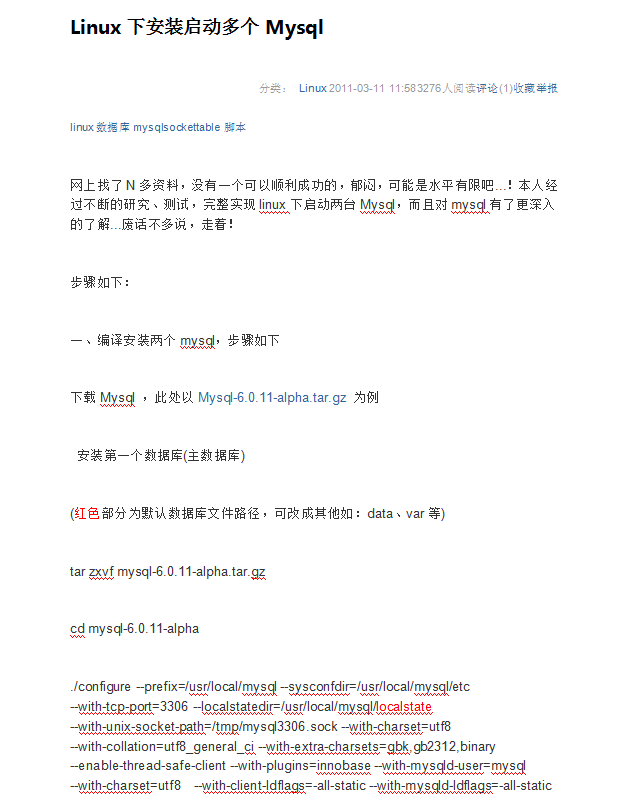 Linux 下安装启动多个 Mysql
分类： Linux 2011-03-11 11:583276人阅读评论(1)收藏举报
linux 数据库 mysqlsockettable 脚本
网上找了 N 多资料，没有一个可以顺利成功的，郁闷，可能是水平有限吧...！本人经
过不断的研究、测试，完整实现 linux 下启动两台 Mysql，而且对 mysql 有了更深入
的了解...废话不多说，走着！
步骤如下：
一、编译安装两个 mysql，步骤如下
下载 Mysql ，此处以 Mysql-6.0.11-alpha.tar.gz 为例
安装第一个数据库(主数据库)
(红色部分为默认数据库文件路径，可改成其他如：data、var 等)
tar zxvf mysql-6.0.11-alpha.tar.gz
cd mysql-6.0.11-alpha
./configure --prefix=/usr/local/mysql --sysconfdir=/usr/local/mysql/etc
--with-tcp-port=3306 --localstatedir=/usr/local/mysql/localstate
--with-unix-socket-path=/tmp/mysql3306.sock --with-charset=utf8
--with-collation=utf8_general_ci --with-extra-charsets=gbk,gb2312,binary
--enable-thread-safe-client --with-plugins=innobase --with-mysqld-user=mysql
--with-charset=utf8 --with-client-ldflags=-all-static --with-mysqld-ldflags=-all-static